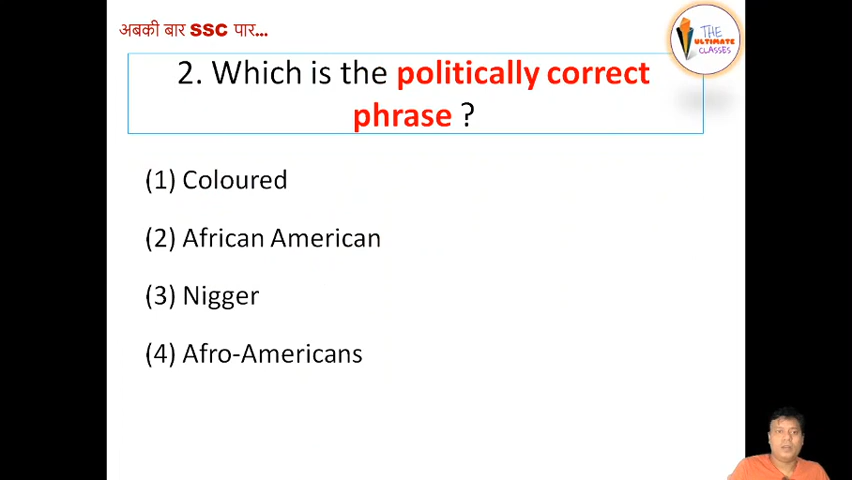 अबकी बार SSC पार...
THE
ULTIMATE
CLASSES
2. Which is the politically correct
phrase ?
(1) Coloured
(2) African American
(3) Nigger
(4) Afro-Americans